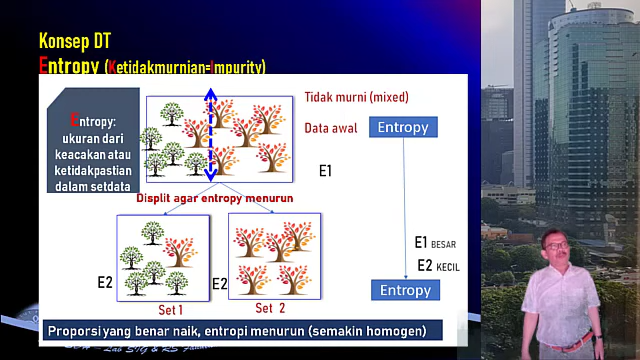 Konsep DT
Entropy (Ketidakmurnian=Impurity)
Entropy:
ukuran dari
keacakan atau
ketidakpastian
dalam setdata
Tidak murni (mixed)
Data awal
Entropy
E1
Displit agar entropy menurun
E1 BESAR
E2 KECIL
E2
E2
Entropy
Set 1
Set 2
Proporsi yang benar naik, entropi menurun (semakin homogen)